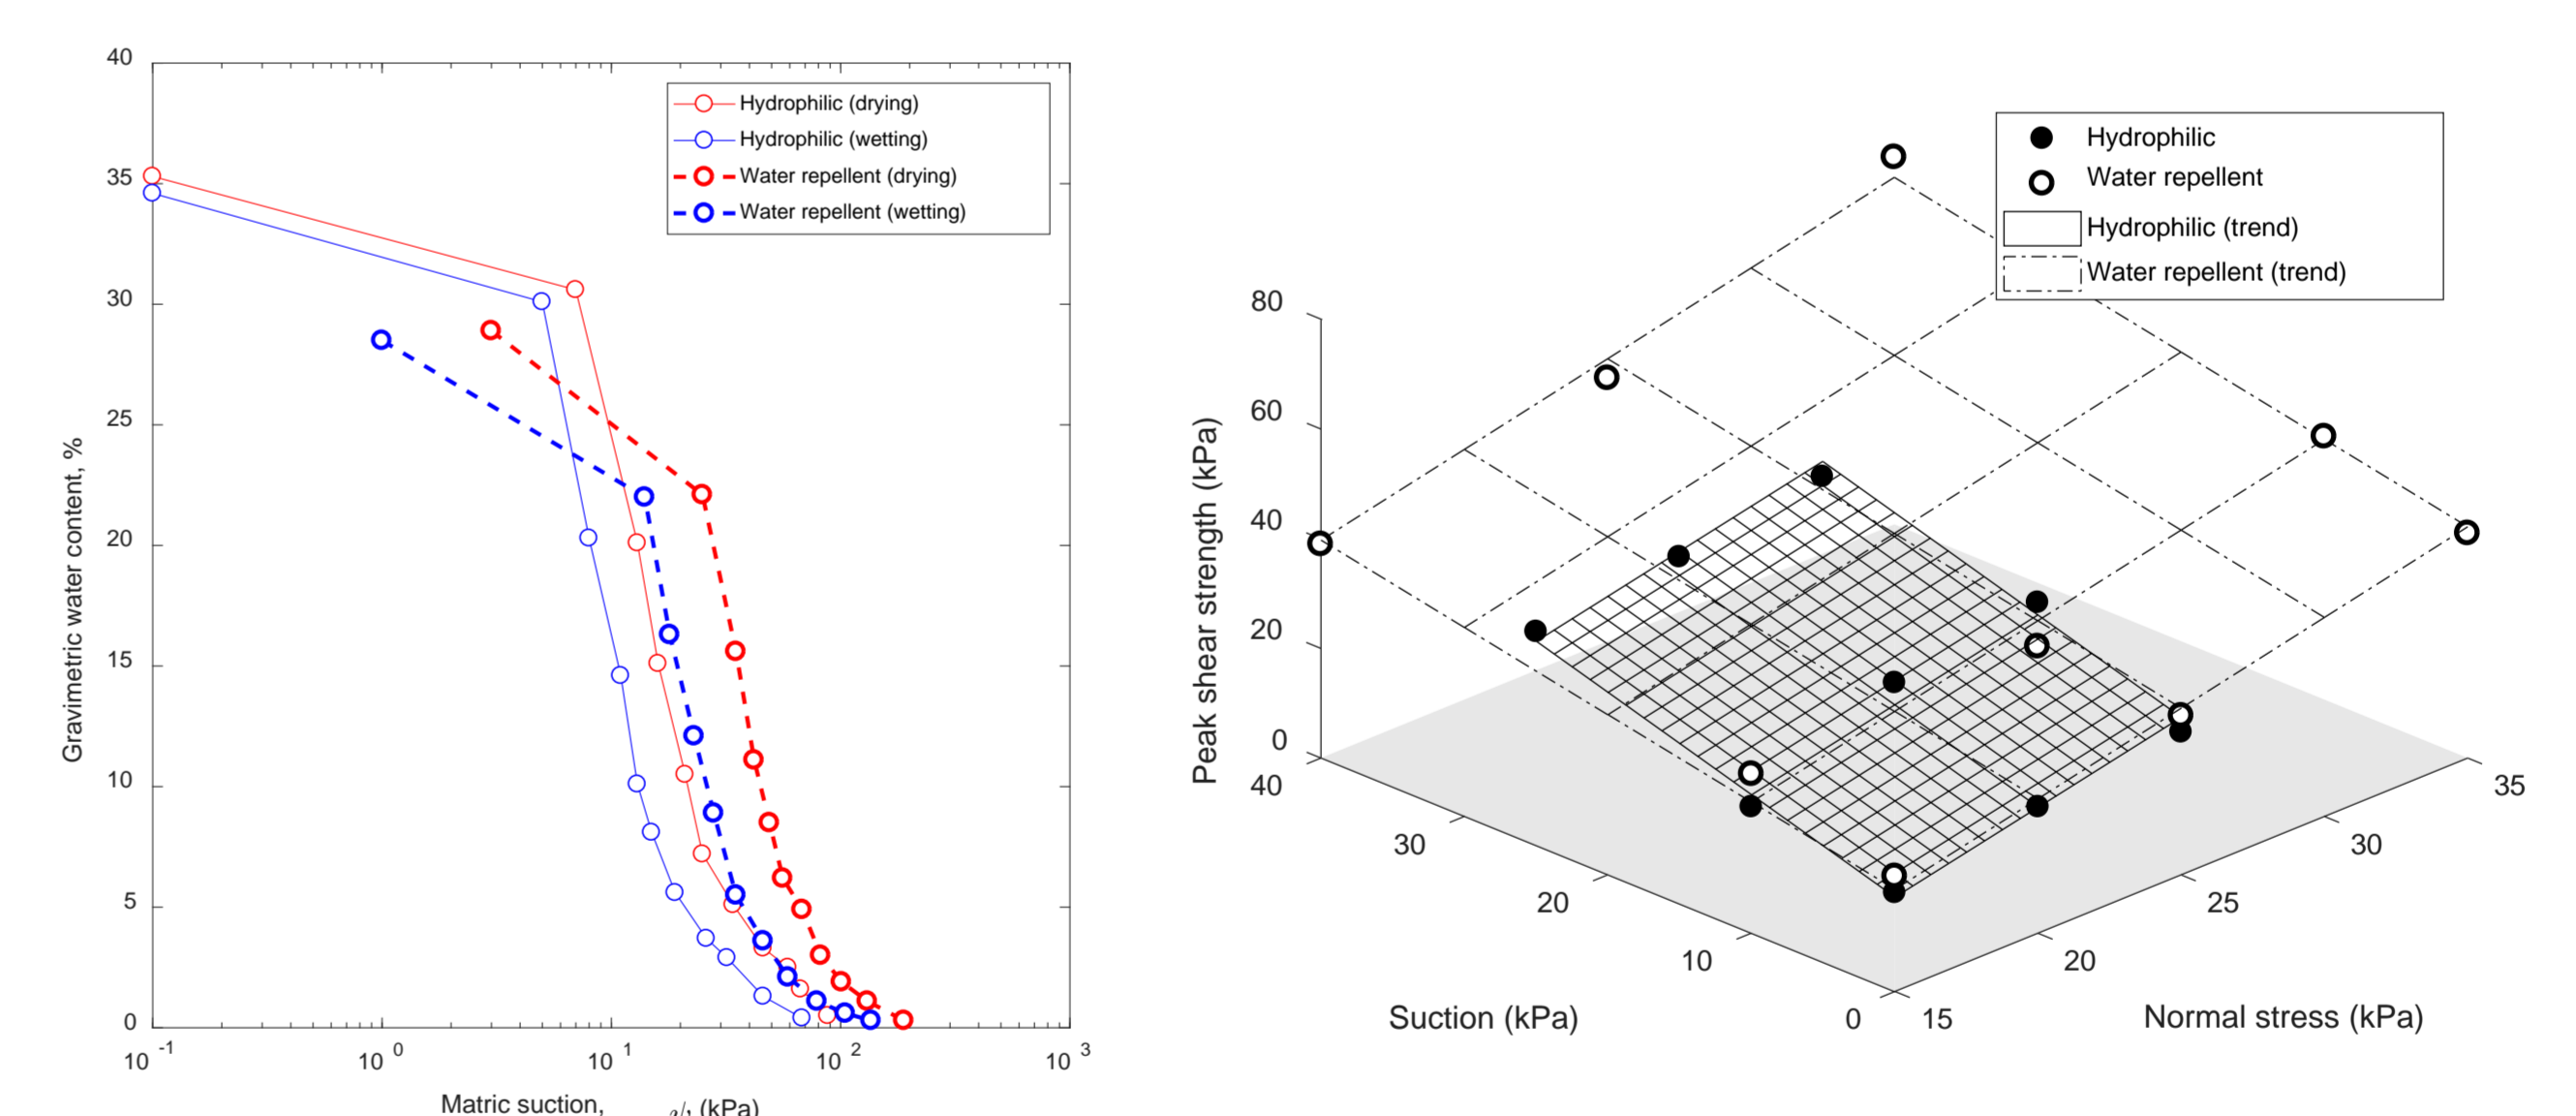 40
35
30
25
20
15
10
5
0
Gravimetric water content, %
Hydrophilic (drying)
Hydrophilic (wetting)
Water repellent (drying)
Water repellent (wetting)
10 -1
10 0
10 1
10 2
10 3
Matric suction, ψ, (kPa)
Hydrophilic
Water repellent
Hydrophilic (trend)
Water repellent (trend)
80
60
40
20
0
Peak shear strength (kPa)
40
30
20
10
0
Suction (kPa)
15
20
25
30
35
Normal stress (kPa)